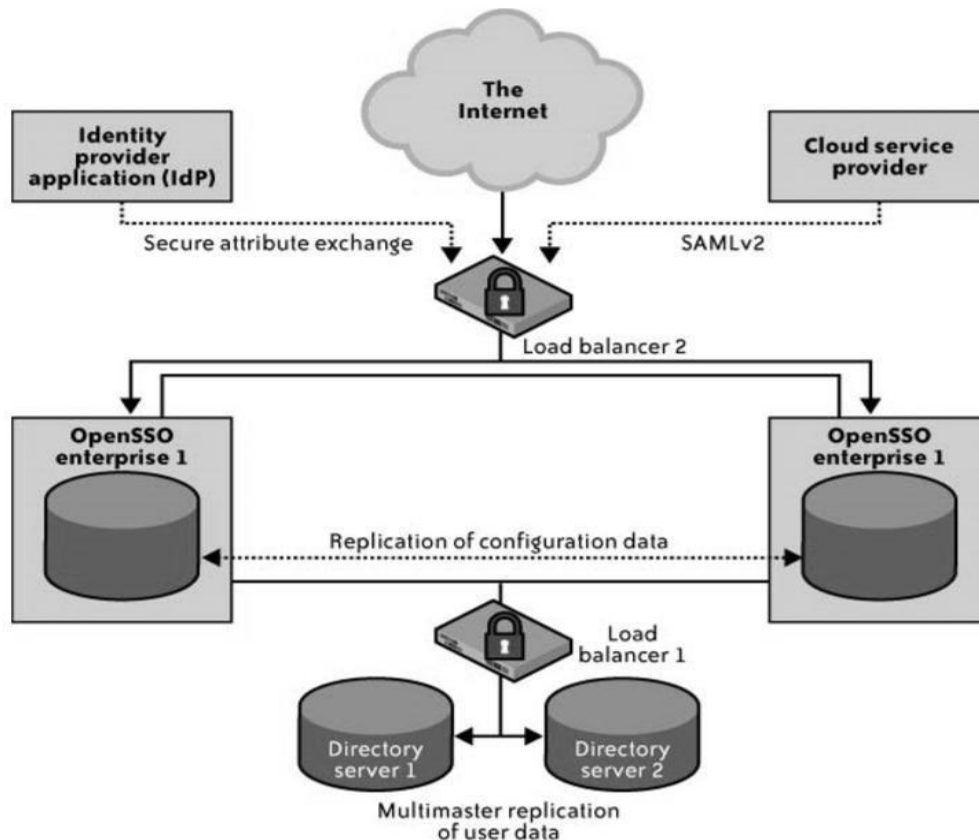 The
Internet
Identity
provider
application (IdP)
Cloud service
provider
Secure attribute exchange
SAMLv2
Load balancer 2
OpenSSO
enterprise 1
OpenSSO
enterprise 1
Replication of configuration data
Load
balancer 1
Directory
server 1
Directory
server 2
Multimaster replication
of user data